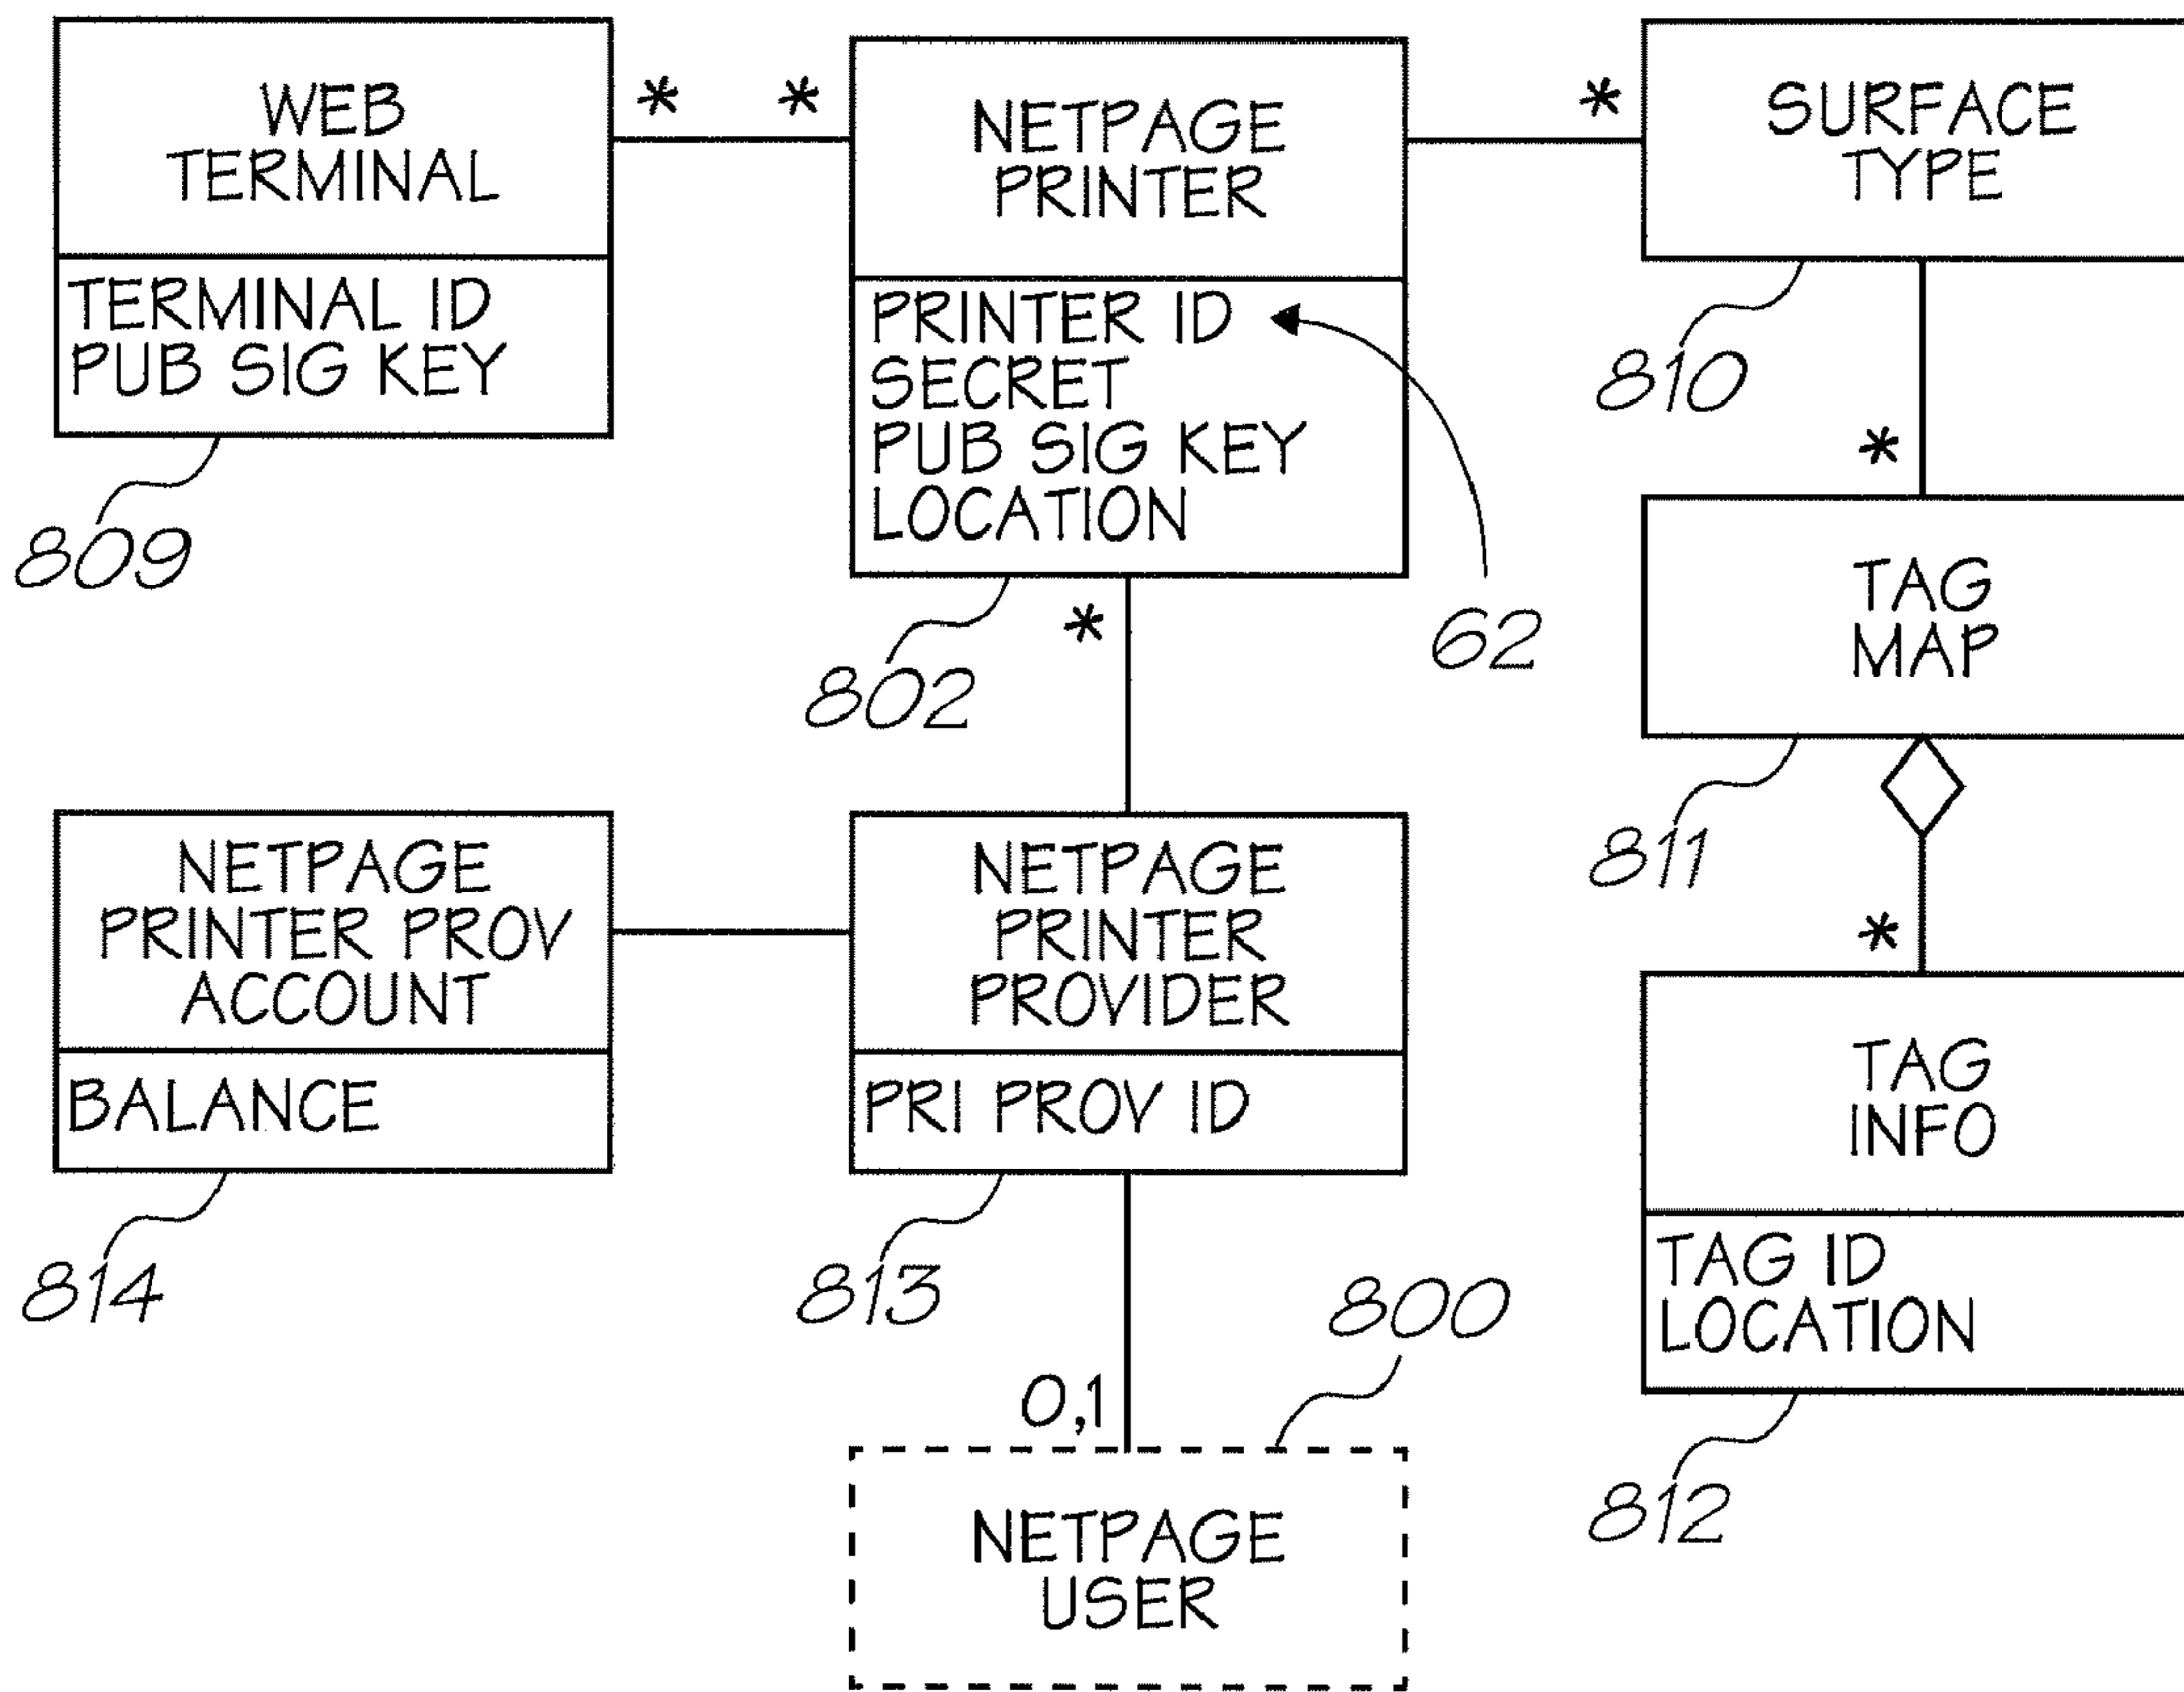 WEB
TERMINAL
TERMINAL ID
PUB SIG KEY
809
*
*
NETPAGE
PRINTER
PRINTER ID
SECRET
PUB SIG KEY
LOCATION
62
802
*
*
SURFACE
TYPE
810
*
TAG
MAP
811
*
TAG
INFO
TAG ID
LOCATION
812
NETPAGE
PRINTER PROV
ACCOUNT
BALANCE
814
NETPAGE
PRINTER
PROVIDER
PRI PROV ID
813
800
0,1
NETPAGE
USER